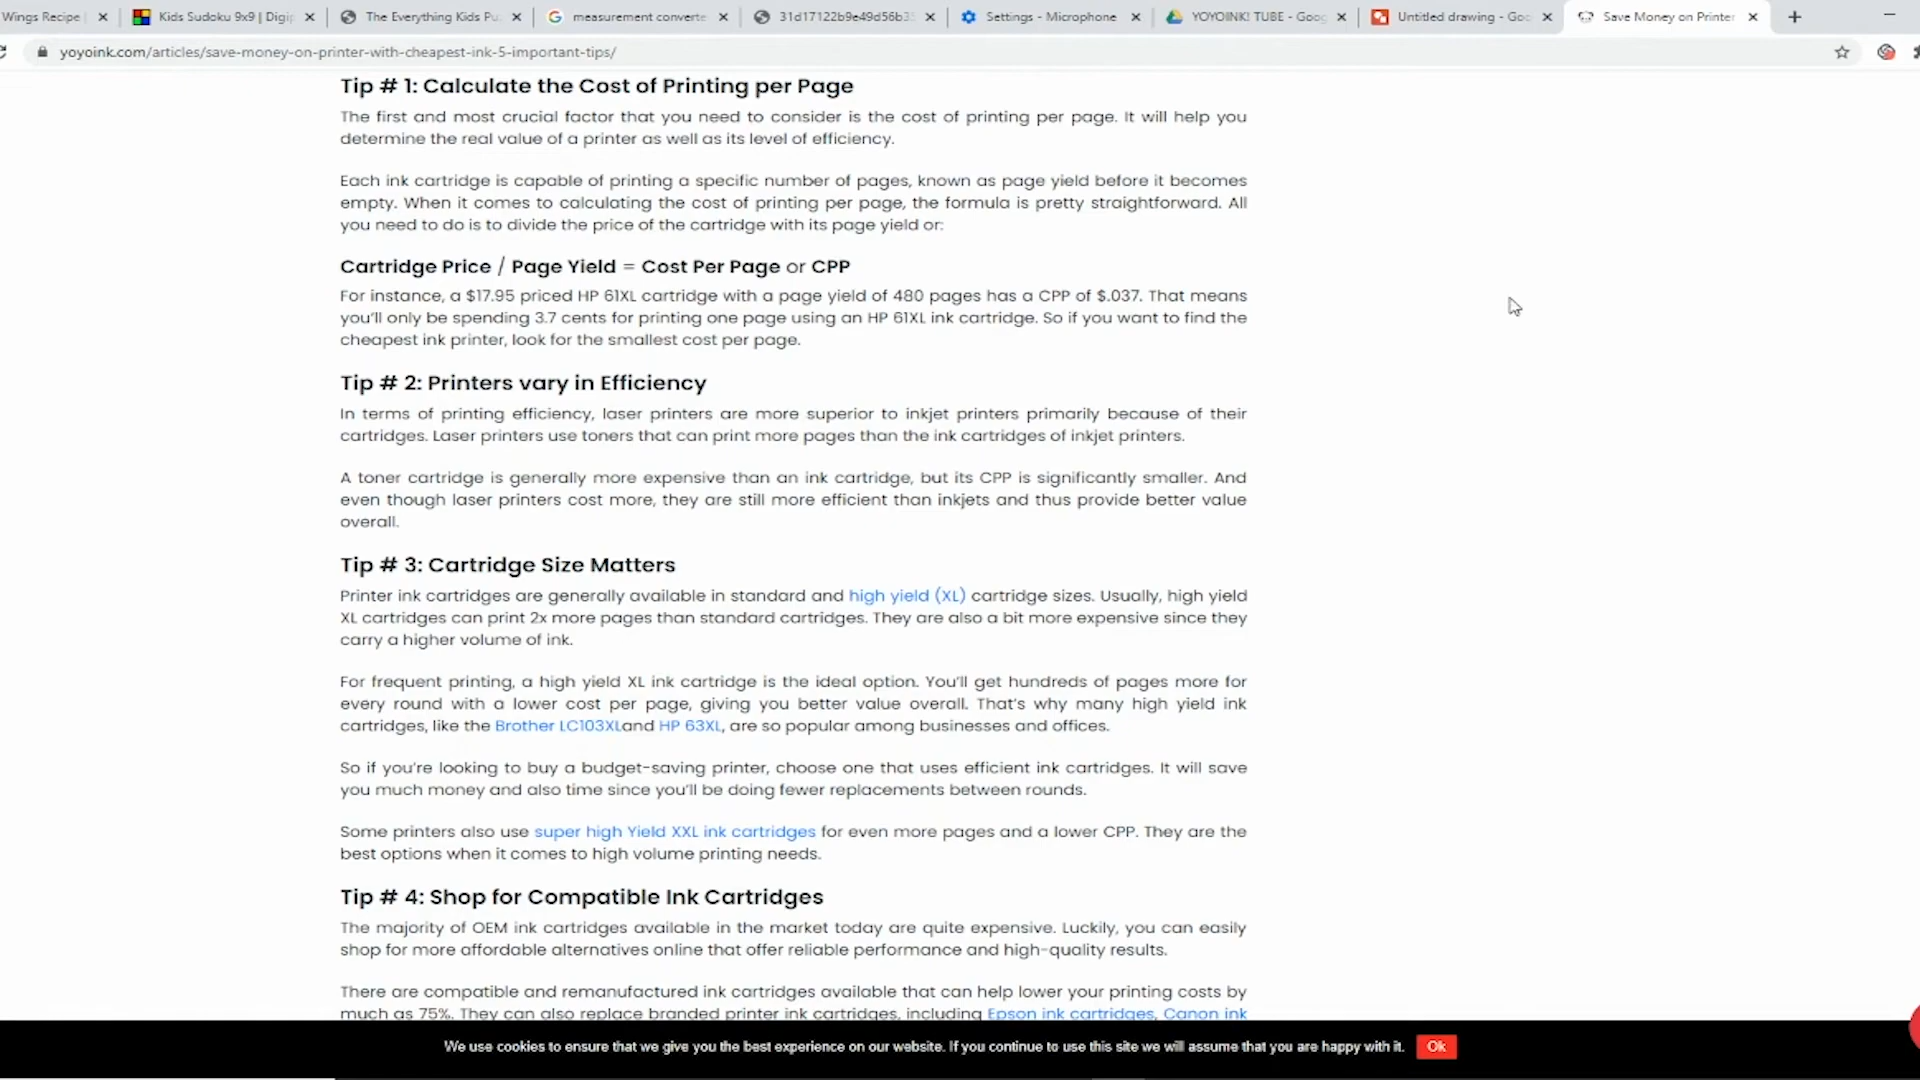 Wings Recipe
Kids Sudoku 9x9 | Digip
The Everything Kids Pu
measurement converte
31d17122b9e49d56b3
Settings - Microphone
YOYOINK! TUBE - Goog
Untitled drawing - Goo
Save Money on Printer
yoyoink.com/articles/save-money-on-printer-with-cheapest-ink-5-important-tips/
Tip # 1: Calculate the Cost of Printing per Page
The first and most crucial factor that you need to consider is the cost of printing per page. It will help you
determine the real value of a printer as well as its level of efficiency.
Each ink cartridge is capable of printing a specific number of pages, known as page yield before it becomes
empty. When it comes to calculating the cost of printing per page, the formula is pretty straightforward. All
you need to do is to divide the price of the cartridge with its page yield or:
Cartridge Price / Page Yield = Cost Per Page or CPP
For instance, a $17.95 priced HP 61XL cartridge with a page yield of 480 pages has a CPP of $.037. That means
you'll only be spending 3.7 cents for printing one page using an HP 61XL ink cartridge. So if you want to find the
cheapest ink printer, look for the smallest cost per page.
Tip # 2: Printers vary in Efficiency
In terms of printing efficiency, laser printers are more superior to inkjet printers primarily because of their
cartridges. Laser printers use toners that can print more pages than the ink cartridges of inkjet printers.
A toner cartridge is generally more expensive than an ink cartridge, but its CPP is significantly smaller. And
even though laser printers cost more, they are still more efficient than inkjets and thus provide better value
overall.
Tip # 3: Cartridge Size Matters
Printer ink cartridges are generally available in standard and high yield (XL) cartridge sizes. Usually, high yield
XL cartridges can print 2x more pages than standard cartridges. They are also a bit more expensive since they
carry a higher volume of ink.
For frequent printing, a high yield XL ink cartridge is the ideal option. You'll get hundreds of pages more for
every round with a lower cost per page, giving you better value overall. That's why many high yield ink
cartridges, like the Brother LC103XLand HP 63XL, are so popular among businesses and offices.
So if you're looking to buy a budget-saving printer, choose one that uses efficient ink cartridges. It will save
you much money and also time since you'll be doing fewer replacements between rounds.
Some printers also use super high Yield XXL ink cartridges for even more pages and a lower CPP. They are the
best options when it comes to high volume printing needs.
Tip # 4: Shop for Compatible Ink Cartridges
The majority of OEM ink cartridges available in the market today are quite expensive. Luckily, you can easily
shop for more affordable alternatives online that offer reliable performance and high-quality results.
There are compatible and remanufactured ink cartridges available that can help lower your printing costs by
much as 75%. They can also replace branded printer ink cartridges, including Epson ink cartridges, Canon ink
We use cookies to ensure that we give you the best experience on our website. If you continue to use this site we will assume that you are happy with it. Ok